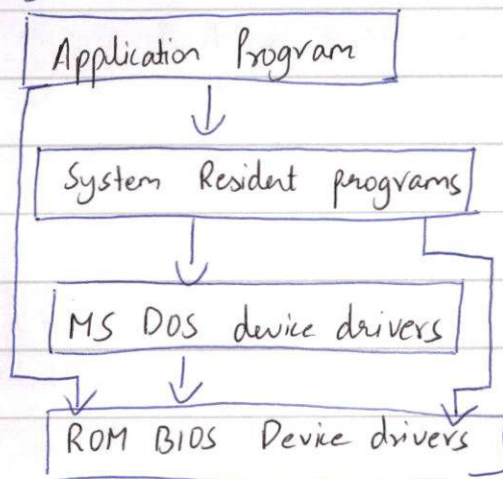 Application Program
System Resident programs
MS DOS device drivers
ROM BIOS Device drivers